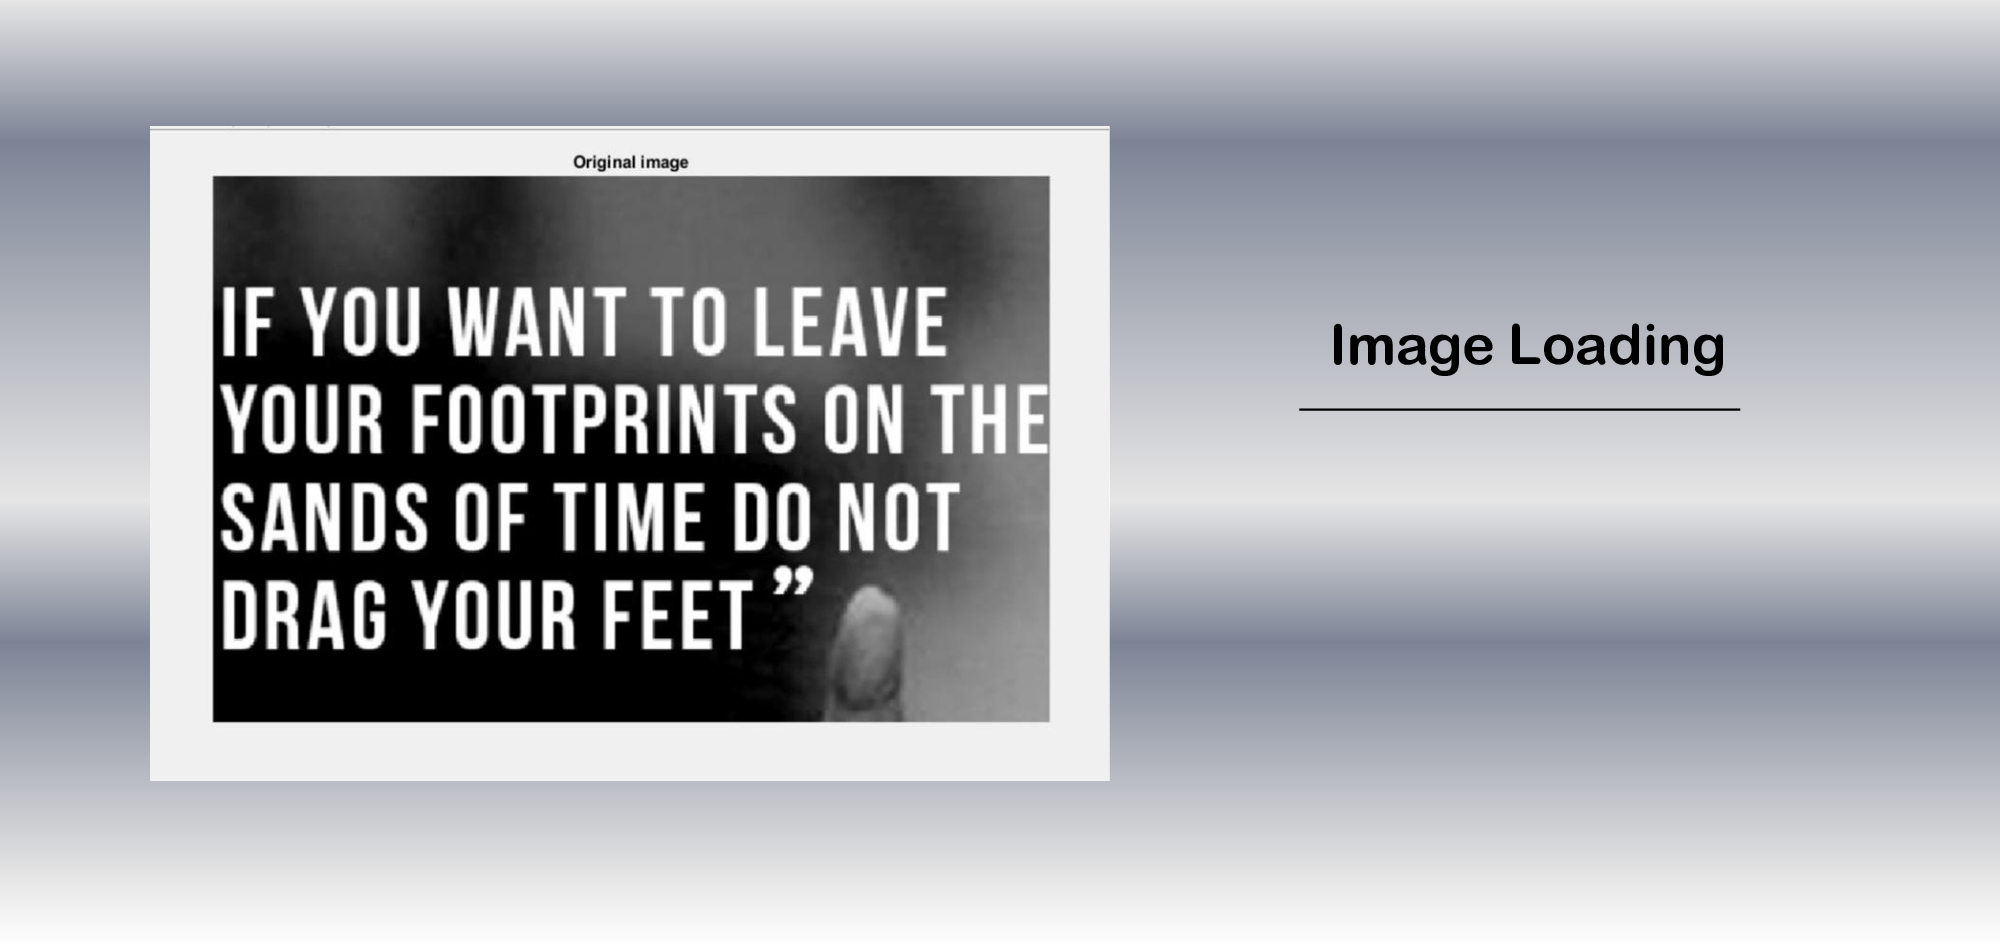 Original image
IF YOU WANT TO LEAVE
YOUR FOOTPRINTS ON THE
SANDS OF TIME DO NOT
DRAG YOUR FEET ”
Image Loading